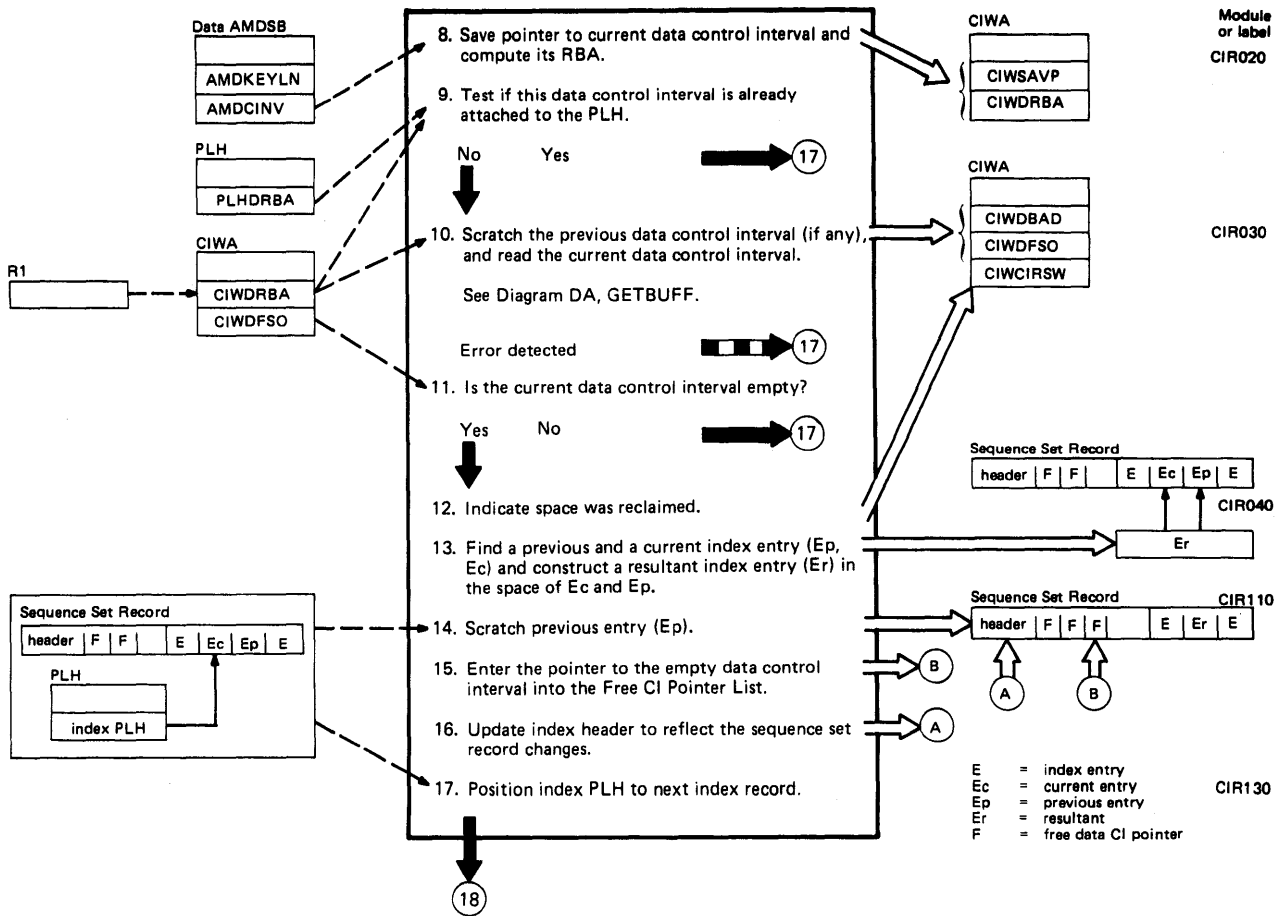 Data AMDSB
AMDKEYLN
AMDCINV
PLH
PLHDRBA
CIWA
CIWDRBA
CIWDFSO
R1
Sequence Set Record
header F F E Ec Ep E
PLH
index PLH
8. Save pointer to current data control interval and
compute its RBA.
9. Test if this data control interval is already
attached to the PLH.
No Yes
17
10. Scratch the previous data control interval (if any),
and read the current data control interval.
See Diagram DA, GETBUFF.
Error detected
17
11. Is the current data control interval empty?
Yes No
17
12. Indicate space was reclaimed.
13. Find a previous and a current index entry (Ep,
Ec) and construct a resultant index entry (Er) in
the space of Ec and Ep.
14. Scratch previous entry (Ep).
15. Enter the pointer to the empty data control
interval into the Free CI Pointer List.
B
16. Update index header to reflect the sequence set
record changes.
A
17. Position index PLH to next index record.
18
CIWA
CIWSAVP
CIWDRBA
CIWA
CIWDBAD
CIWDFSO
CIWCIRSW
Sequence Set Record
header F F E Ec Ep E
Er
Sequence Set Record
header F F F E Er E
A
B
E = index entry
Ec = current entry
Ep = previous entry
Er = resultant
F = free data CI pointer
Module
or label
CIR020
CIR030
CIR040
CIR110
CIR130